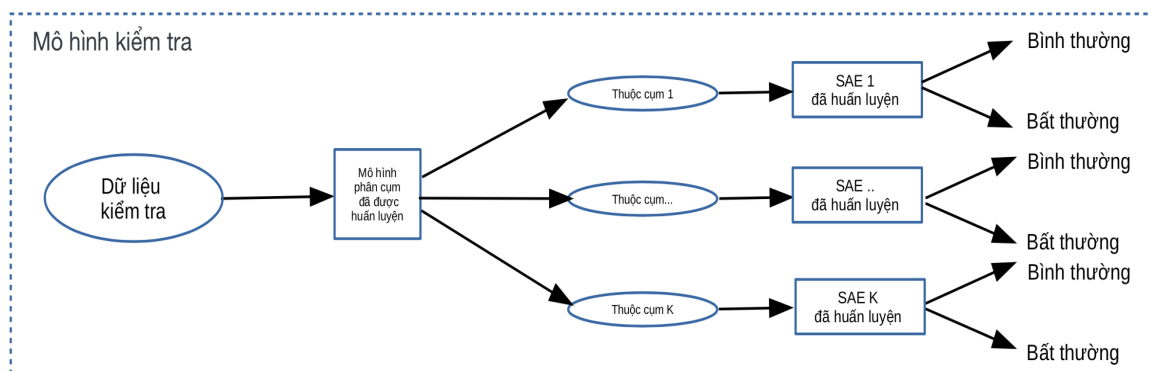 Mô hình kiểm tra
Dữ liệu
kiểm tra
Mô hình
phân cụm
đã được
huấn luyện
Thuộc cụm 1
SAE 1
đã huấn luyện
Bình thường
Bất thường
Thuộc cụm...
SAE ..
đã huấn luyện
Bình thường
Bất thường
Thuộc cụm K
SAE K
đã huấn luyện
Bình thường
Bất thường